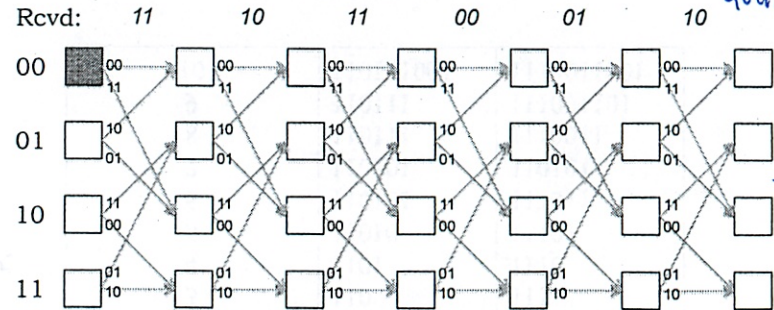 Rcvd: 11 10 11 00 01 10
00 00 00 00 00 00 00
11 11 11 11 11 11
01 10 10 10 10 10 10
01 01 01 01 01 01
10 11 11 11 11 11 11
00 00 00 00 00 00
11 01 01 01 01 01 01
10 10 10 10 10 10